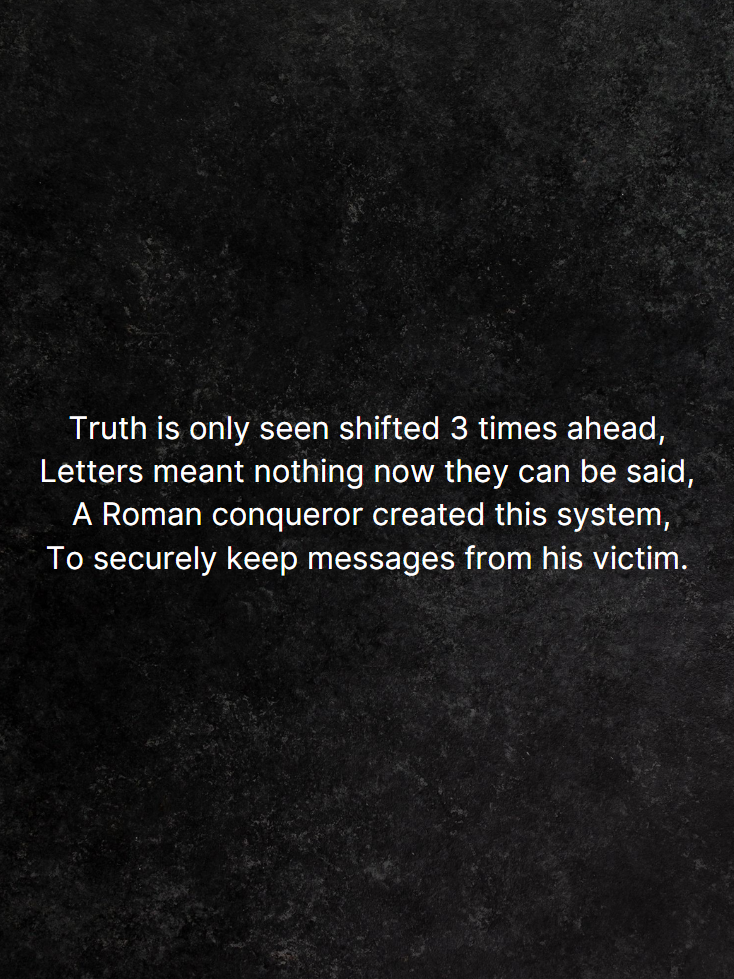 Truth is only seen shifted 3 times ahead,
Letters meant nothing now they can be said,
A Roman conqueror created this system,
To securely keep messages from his victim.